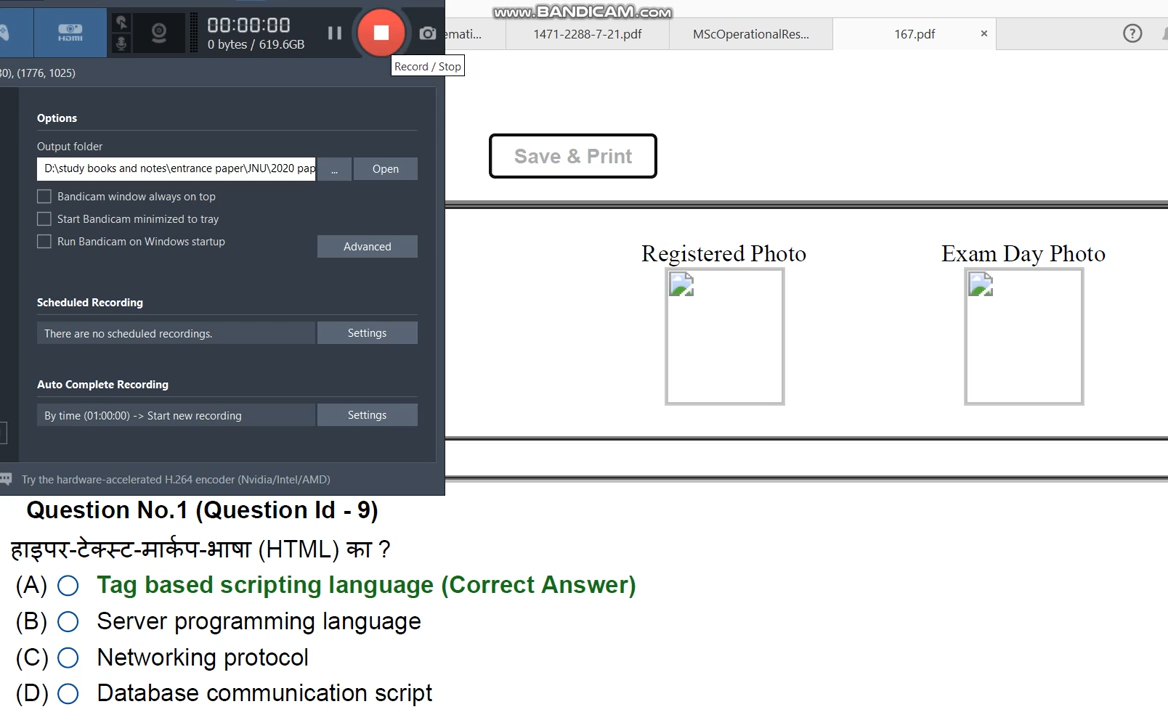 www.BANDICAM.com
HDMI
00:00:00
0 bytes / 619.6GB
Record / Stop
1471-2288-7-21.pdf
MScOperationalRes...
167.pdf
×
?
(1776, 1025)
Options
Output folder
D:\study books and notes\entrance paper\JNU\2020 pap
...
Open
Bandicam window always on top
Start Bandicam minimized to tray
Run Bandicam on Windows startup
Advanced
Scheduled Recording
There are no scheduled recordings.
Settings
Auto Complete Recording
By time (01:00:00) -> Start new recording
Settings
Try the hardware-accelerated H.264 encoder (Nvidia/Intel/AMD)
Save & Print
Registered Photo
Exam Day Photo
Question No.1 (Question Id - 9)
हाइपर-टेक्स्ट-मार्कप-भाषा (HTML) का ?
(A) Tag based scripting language (Correct Answer)
(B) Server programming language
(C) Networking protocol
(D) Database communication script